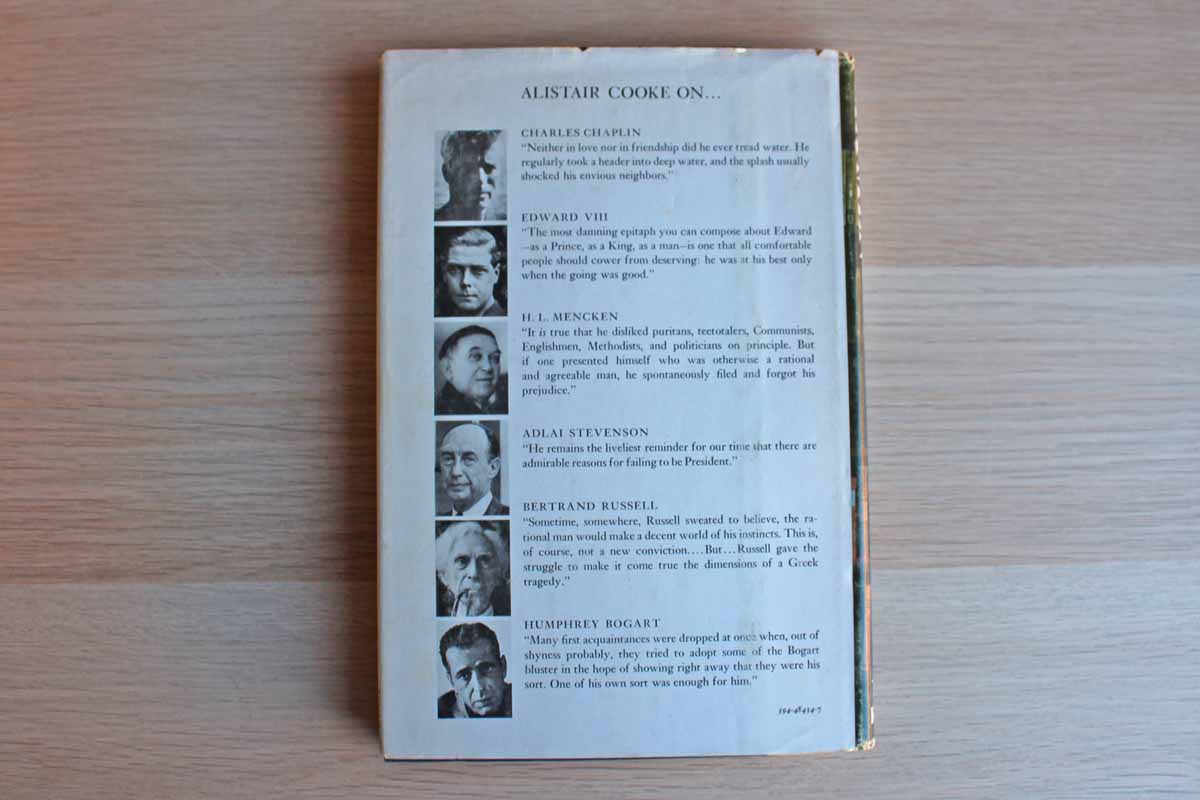 ALISTAIR COOKE ON...
CHARLES CHAPLIN
“Neither in love nor in friendship did he ever tread water. He
regularly took a header into deep water, and the splash usually
shocked his envious neighbors.”
EDWARD VIII
“The most damning epitaph you can compose about Edward
—as a Prince, as a King, as a man—is one that all comfortable
people should cower from deserving: he was at his best only
when the going was good.”
H. L. MENCKEN
“It is true that he disliked puritans, teetotalers, Communists,
Englishmen, Methodists, and politicians on principle. But
if one presented himself who was otherwise a rational
and agreeable man, he spontaneously filed and forgot his
prejudice.”
ADLAI STEVENSON
“He remains the liveliest reminder for our time that there are
admirable reasons for failing to be President.”
BERTRAND RUSSELL
“Sometime, somewhere, Russell sweated to believe, the ra-
tional man would make a decent world of his instincts. This is,
of course, not a new conviction....But...Russell gave the
struggle to make it come true the dimensions of a Greek
tragedy.”
HUMPHREY BOGART
“Many first acquaintances were dropped at once when, out of
shyness probably, they tried to adopt some of the Bogart
bluster in the hope of showing right away that they were his
sort. One of his own sort was enough for him.”
394-48434-7